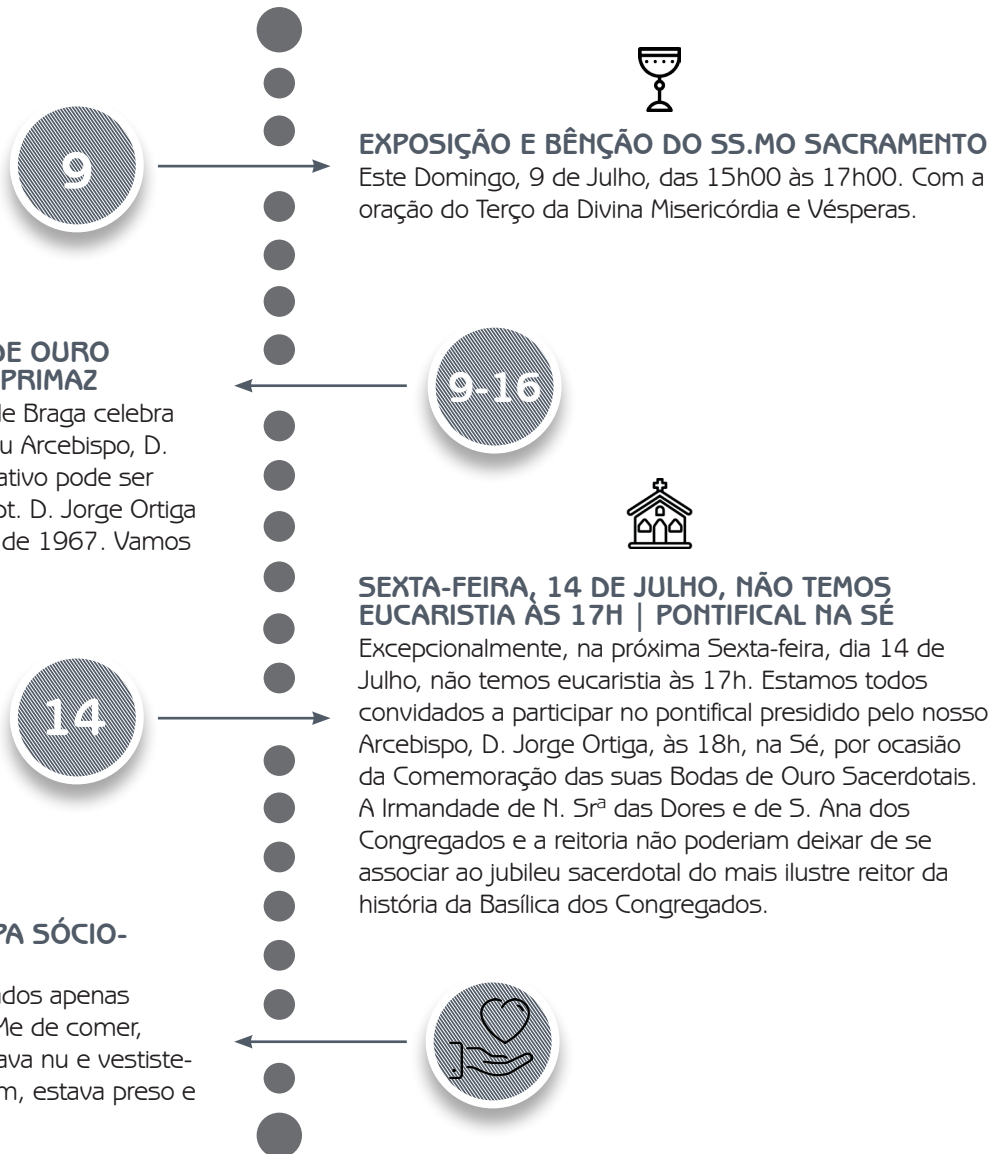 9
EXPOSIÇÃO E BÊNÇÃO DO SS.MO SACRAMENTO
Este Domingo, 9 de Julho, das 15h00 às 17h00. Com a
oração do Terço da Divina Misericórdia e Vésperas.
DE OURO
PRIMAZ
de Braga celebra
u Arcebispo, D.
ativo pode ser
ot. D. Jorge Ortiga
de 1967. Vamos
9-16
14
SEXTA-FEIRA, 14 DE JULHO, NÃO TEMOS
EUCARISTIA ÀS 17H | PONTIFICAL NA SÉ
Excepcionalmente, na próxima Sexta-feira, dia 14 de
Julho, não temos eucaristia às 17h. Estamos todos
convidados a participar no pontifical presidido pelo nosso
Arcebispo, D. Jorge Ortiga, às 18h, na Sé, por ocasião
da Comemoração das suas Bodas de Ouro Sacerdotais.
A Irmandade de N. Srª das Dores e de S. Ana dos
Congregados e a reitoria não poderiam deixar de se
associar ao jubileu sacerdotal do mais ilustre reitor da
história da Basílica dos Congregados.
PA SÓCIO-
ados apenas
Me de comer,
ava nu e vestiste-
m, estava preso e